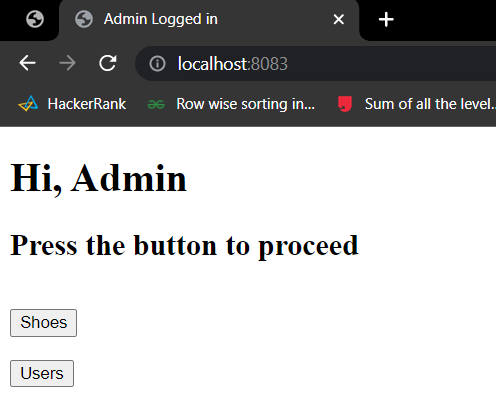 Admin Logged in
localhost:8083
HackerRank Row wise sorting in... Sum of all the level..
Hi, Admin
Press the button to proceed
Shoes
Users